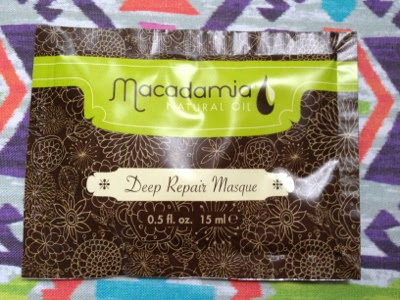 Macadamia
NATURAL OIL
Deep Repair Masque
0.5 fl. oz. 15 ml ℮